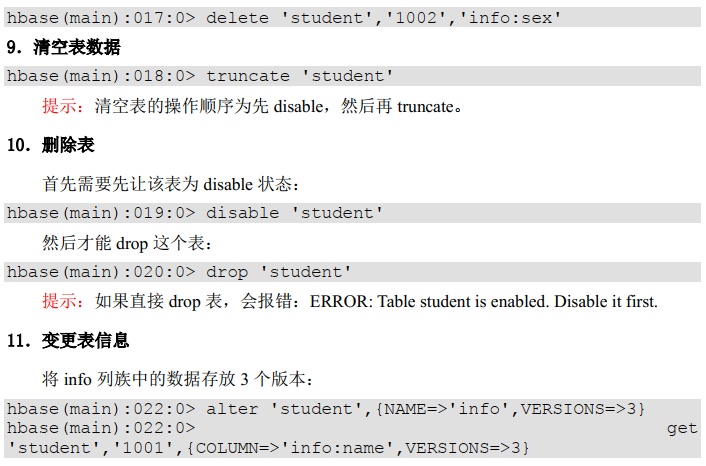 hbase(main):017:0> delete 'student','1002','info:sex'
9．清空表数据
hbase(main):018:0> truncate 'student'
提示：清空表的操作顺序为先 disable，然后再 truncate。
10．删除表
首先需要先让该表为 disable 状态：
hbase(main):019:0> disable 'student'
然后才能 drop 这个表：
hbase(main):020:0> drop 'student'
提示：如果直接 drop 表，会报错：ERROR: Table student is enabled. Disable it first.
11．变更表信息
将 info 列族中的数据存放 3 个版本：
hbase(main):022:0> alter 'student',{NAME=>'info',VERSIONS=>3}
hbase(main):022:0> get
'student','1001',{COLUMN=>'info:name',VERSIONS=>3}